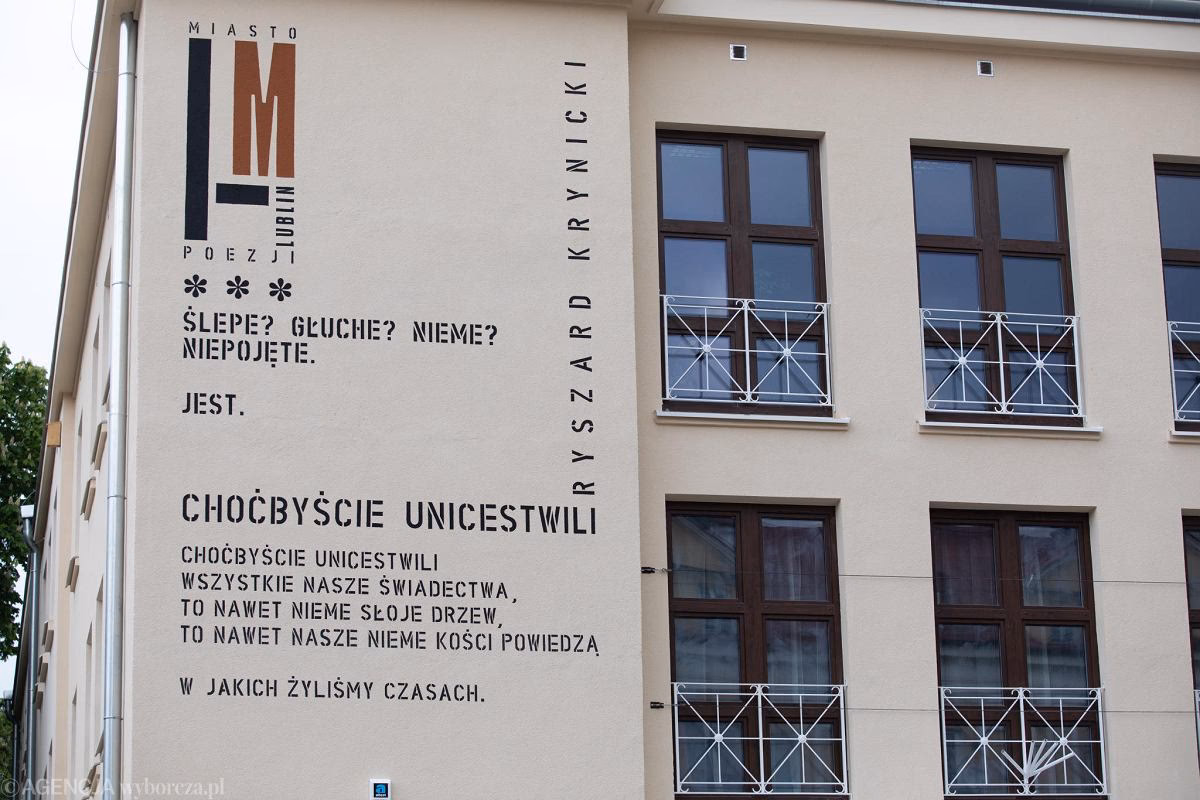 MIASTO
LM
LUBLIN
POEZJI
***
ŚLEPE? GŁUCHE? NIEME?
NIEPOJĘTE.
JEST.
RYSZARD KRYNICKI
CHOĆBYŚCIE UNICESTWILI
CHOĆBYŚCIE UNICESTWILI
WSZYSTKIE NASZE ŚWIADECTWA,
TO NAWET NIEME SŁOJE DRZEW,
TO NAWET NASZE NIEME KOŚCI POWIEDZĄ
W JAKICH ŻYLIŚMY CZASACH.
© AGENCJA wyborcza.pl